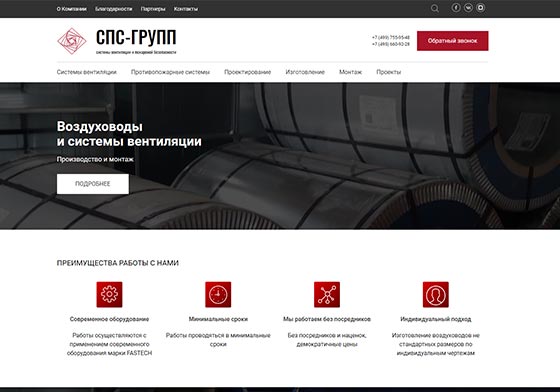 О Компании Благодарности Партнеры Контакты
СПС-ГРУПП
системы вентиляции и пожарной безопасности
+7 (499) 755-95-48
+7 (495) 660-92-28
Обратный звонок
Системы вентиляции Противопожарные системы Проектирование Изготовление Монтаж Проекты
Воздуховоды
и системы вентиляции
Производство и монтаж
ПОДРОБНЕЕ
ПРЕИМУЩЕСТВА РАБОТЫ С НАМИ
Современное оборудование Минимальные сроки Мы работаем без посредников Индивидуальный подход
Работы осуществляются с Работы проводяться в минимальные Без посредников и наценок, Изготовление воздуховодов не
применением современного сроки демократичные цены стандартных размеров по
оборудования марки FASTECH индивидуальным чертежам